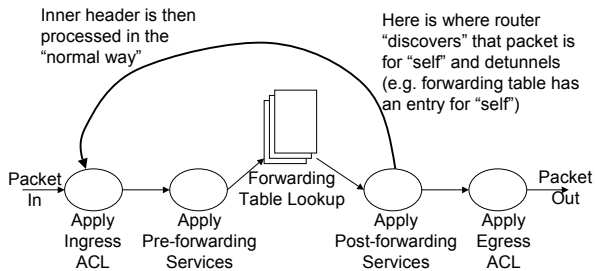 Inner header is then
processed in the
“normal way”
Here is where router
“discovers” that packet is
for “self” and detunnels
(e.g. forwarding table has
an entry for “self”)
Packet
In
Forwarding
Table Lookup
Packet
Out
Apply
Ingress
ACL
Apply
Pre-forwarding
Services
Apply
Post-forwarding
Services
Apply
Egress
ACL